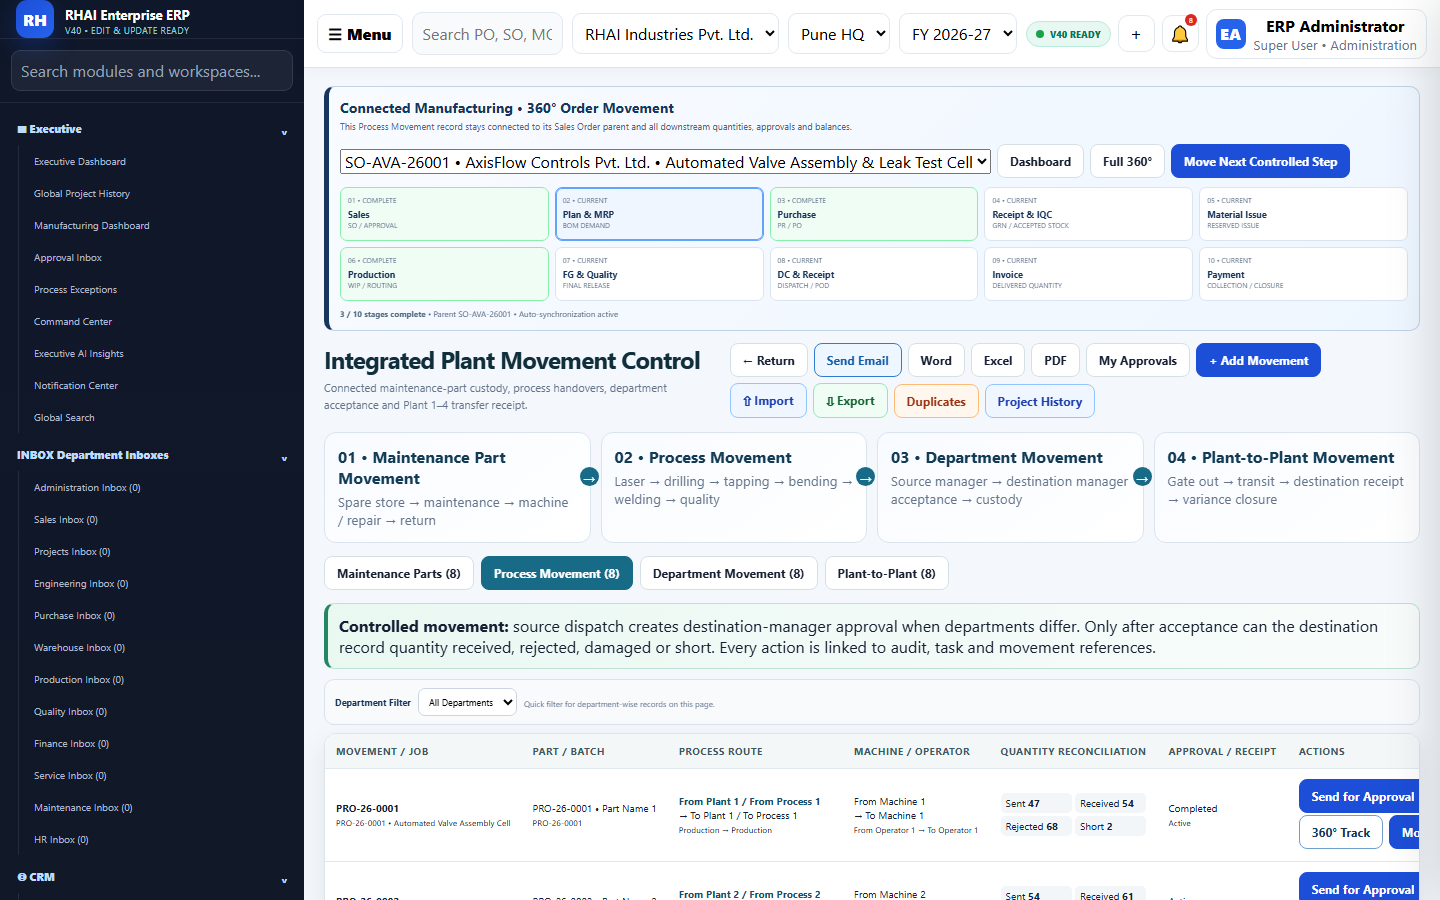 RH
RHAI Enterprise ERP
V40 • EDIT & UPDATE READY
Search modules and workspaces...
Executive
Executive Dashboard
Global Project History
Manufacturing Dashboard
Approval Inbox
Process Exceptions
Command Center
Executive AI Insights
Notification Center
Global Search
INBOX Department Inboxes
Administration Inbox (0)
Sales Inbox (0)
Projects Inbox (0)
Engineering Inbox (0)
Purchase Inbox (0)
Warehouse Inbox (0)
Production Inbox (0)
Quality Inbox (0)
Finance Inbox (0)
Service Inbox (0)
Maintenance Inbox (0)
HR Inbox (0)
CRM
☰ Menu
Search PO, SO, MO
RHAI Industries Pvt. Ltd.
Pune HQ
FY 2026-27
V40 READY
+
8
EA
ERP Administrator
Super User • Administration
Connected Manufacturing • 360° Order Movement
This Process Movement record stays connected to its Sales Order parent and all downstream quantities, approvals and balances.
SO-AVA-26001 • AxisFlow Controls Pvt. Ltd. • Automated Valve Assembly & Leak Test Cell
Dashboard
Full 360°
Move Next Controlled Step
01 • COMPLETE
Sales
SO / APPROVAL
02 • CURRENT
Plan & MRP
BOM DEMAND
03 • COMPLETE
Purchase
PR / PO
04 • CURRENT
Receipt & IQC
GRN / ACCEPTED STOCK
05 • CURRENT
Material Issue
RESERVED ISSUE
06 • COMPLETE
Production
WIP / ROUTING
07 • CURRENT
FG & Quality
FINAL RELEASE
08 • CURRENT
DC & Receipt
DISPATCH / POD
09 • CURRENT
Invoice
DELIVERED QUANTITY
10 • CURRENT
Payment
COLLECTION / CLOSURE
3 / 10 stages complete • Parent SO-AVA-26001 • Auto-synchronization active
Integrated Plant Movement Control
Connected maintenance-part custody, process handovers, department
acceptance and Plant 1–4 transfer receipt.
← Return
Send Email
Word
Excel
PDF
My Approvals
+ Add Movement
⇧ Import
⇩ Export
Duplicates
Project History
01 • Maintenance Part
Movement
Spare store → maintenance → machine
/ repair → return
→
02 • Process Movement
Laser → drilling → tapping → bending →
welding → quality
→
03 • Department Movement
Source manager → destination manager
acceptance → custody
→
04 • Plant-to-Plant Movement
Gate out → transit → destination receipt
→ variance closure
Maintenance Parts (8)
Process Movement (8)
Department Movement (8)
Plant-to-Plant (8)
Controlled movement: source dispatch creates destination-manager approval when departments differ. Only after acceptance can the destination
record quantity received, rejected, damaged or short. Every action is linked to audit, task and movement references.
Department Filter
All Departments
Quick filter for department-wise records on this page.
MOVEMENT / JOB
PART / BATCH
PROCESS ROUTE
MACHINE / OPERATOR
QUANTITY RECONCILIATION
APPROVAL / RECEIPT
ACTIONS
PRO-26-0001
PRO-26-0001 • Automated Valve Assembly Cell
PRO-26-0001 • Part Name 1
PRO-26-0001
From Plant 1 / From Process 1
→ To Plant 1 / To Process 1
Production → Production
From Machine 1
→ To Machine 1
From Operator 1 → To Operator 1
Sent 47
Received 54
Rejected 68
Short 2
Completed
Active
Send for Approval
360° Track
Mo
From Plant 2 / From Process 2
From Machine 2
Sent 54
Received 61
Send for Approval